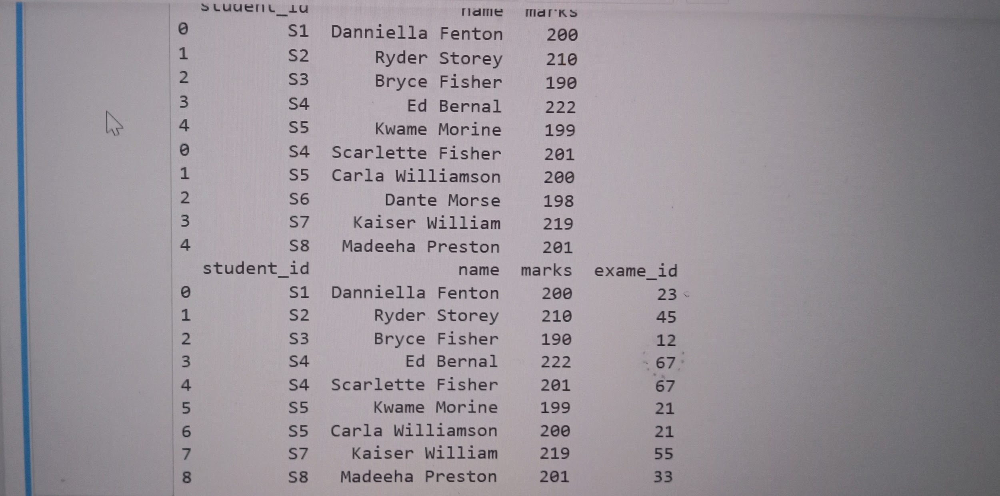 student_id name marks
0 S1 Danniella Fenton 200
1 S2 Ryder Storey 210
2 S3 Bryce Fisher 190
3 S4 Ed Bernal 222
4 S5 Kwame Morine 199
0 S4 Scarlette Fisher 201
1 S5 Carla Williamson 200
2 S6 Dante Morse 198
3 S7 Kaiser William 219
4 S8 Madeeha Preston 201
student_id name marks exame_id
0 S1 Danniella Fenton 200 23
1 S2 Ryder Storey 210 45
2 S3 Bryce Fisher 190 12
3 S4 Ed Bernal 222 67
4 S4 Scarlette Fisher 201 67
5 S5 Kwame Morine 199 21
6 S5 Carla Williamson 200 21
7 S7 Kaiser William 219 55
8 S8 Madeeha Preston 201 33